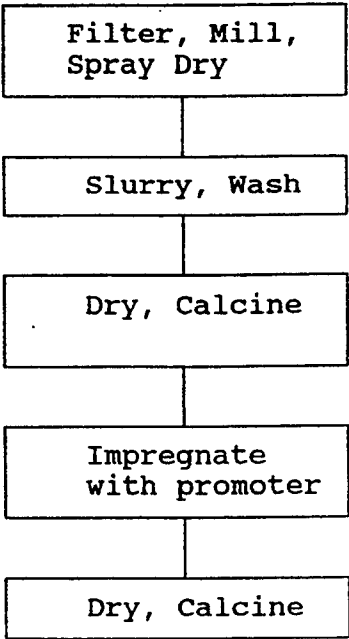 Filter, Mill,
Spray Dry
Slurry, Wash
Dry, Calcine
Impregnate
with promoter
Dry, Calcine